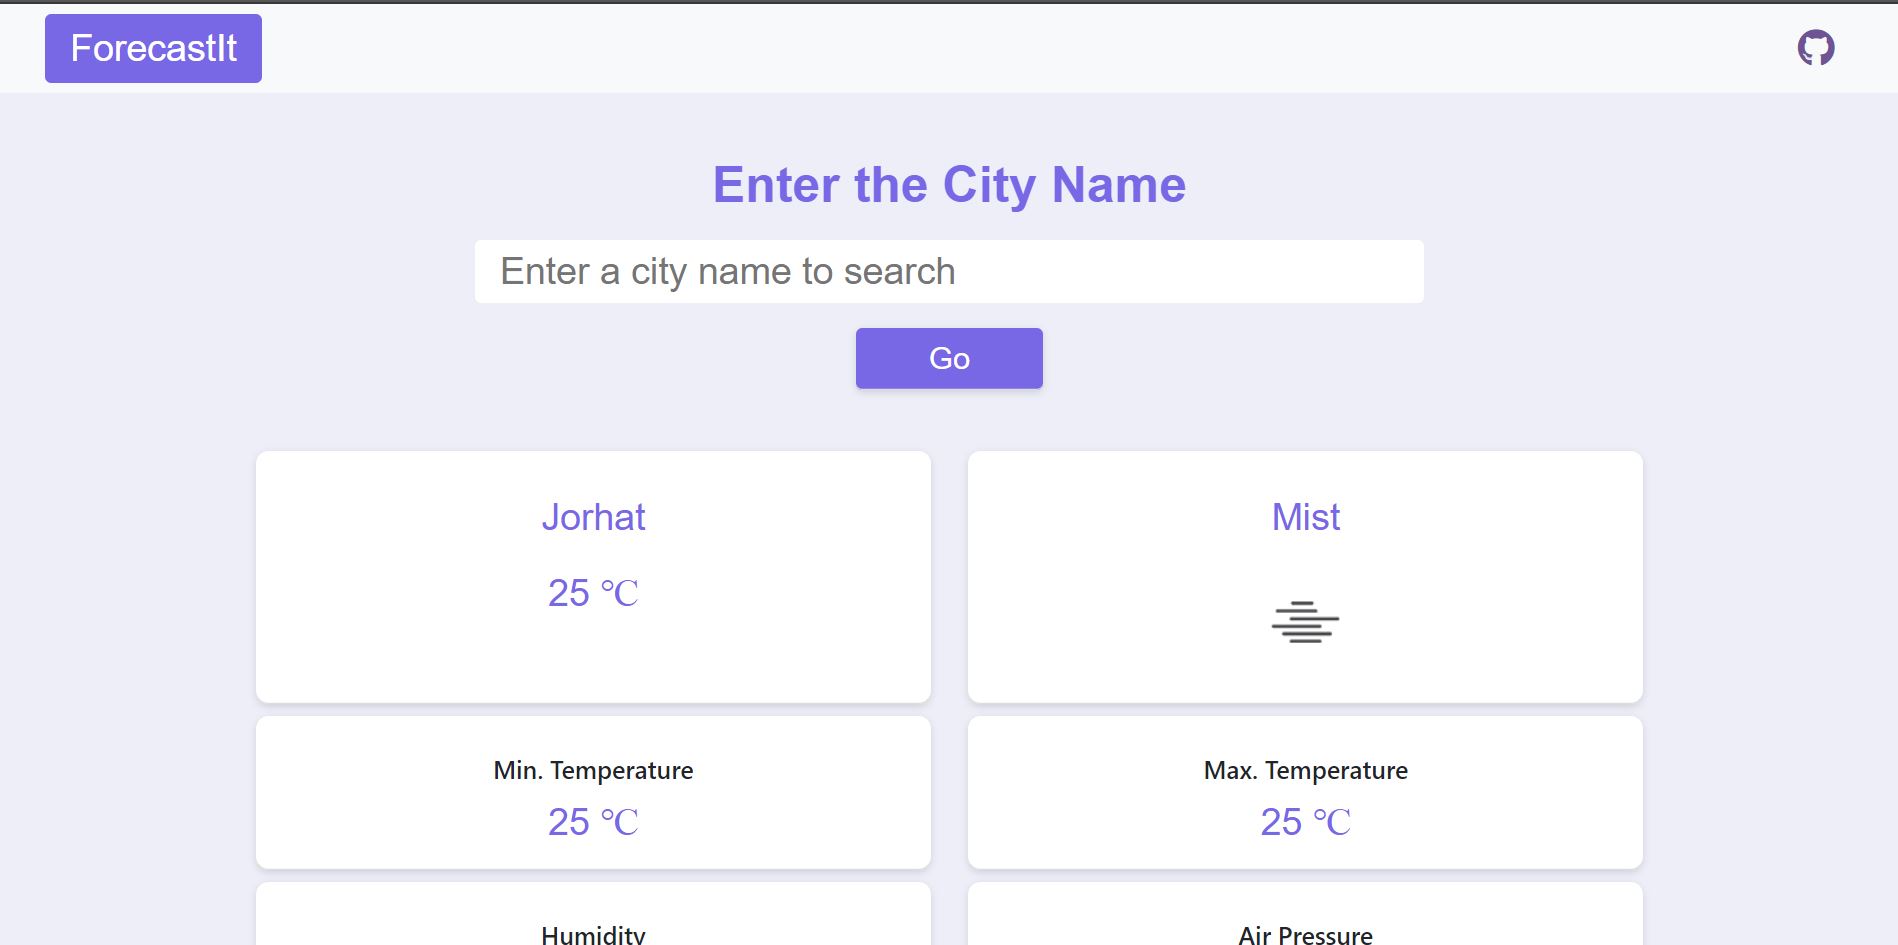 ForecastIt
Enter the City Name
Enter a city name to search
Go
Jorhat
25 ℃
Mist
Min. Temperature
25 ℃
Max. Temperature
25 ℃
Humidity
Air Pressure